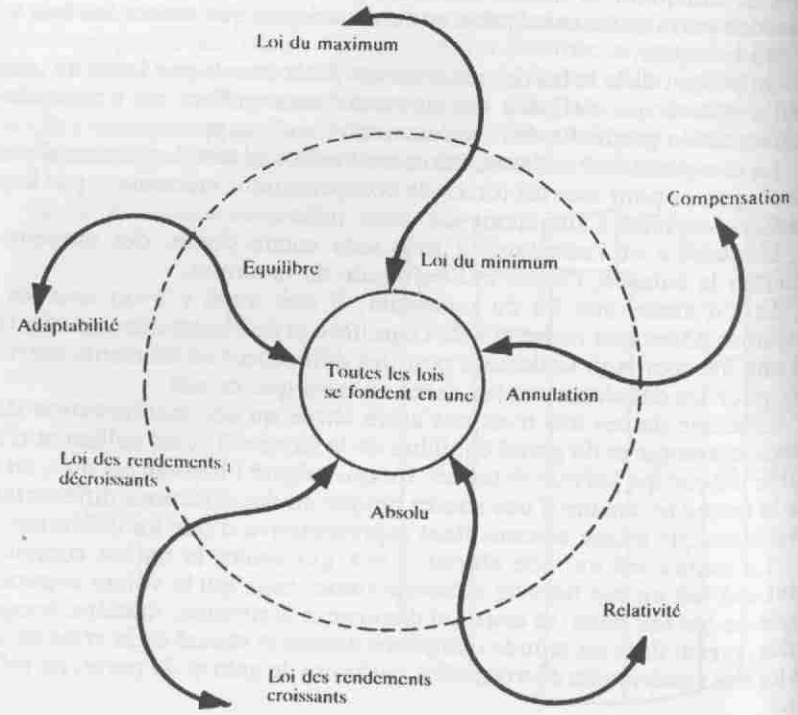 Loi du maximum
Compensation
Equilibre
Loi du minimum
Adaptabilité
Toutes les lois
se fondent en une
Annulation
Loi des rendements
décroissants
Absolu
Relativité
Loi des rendements
croissants